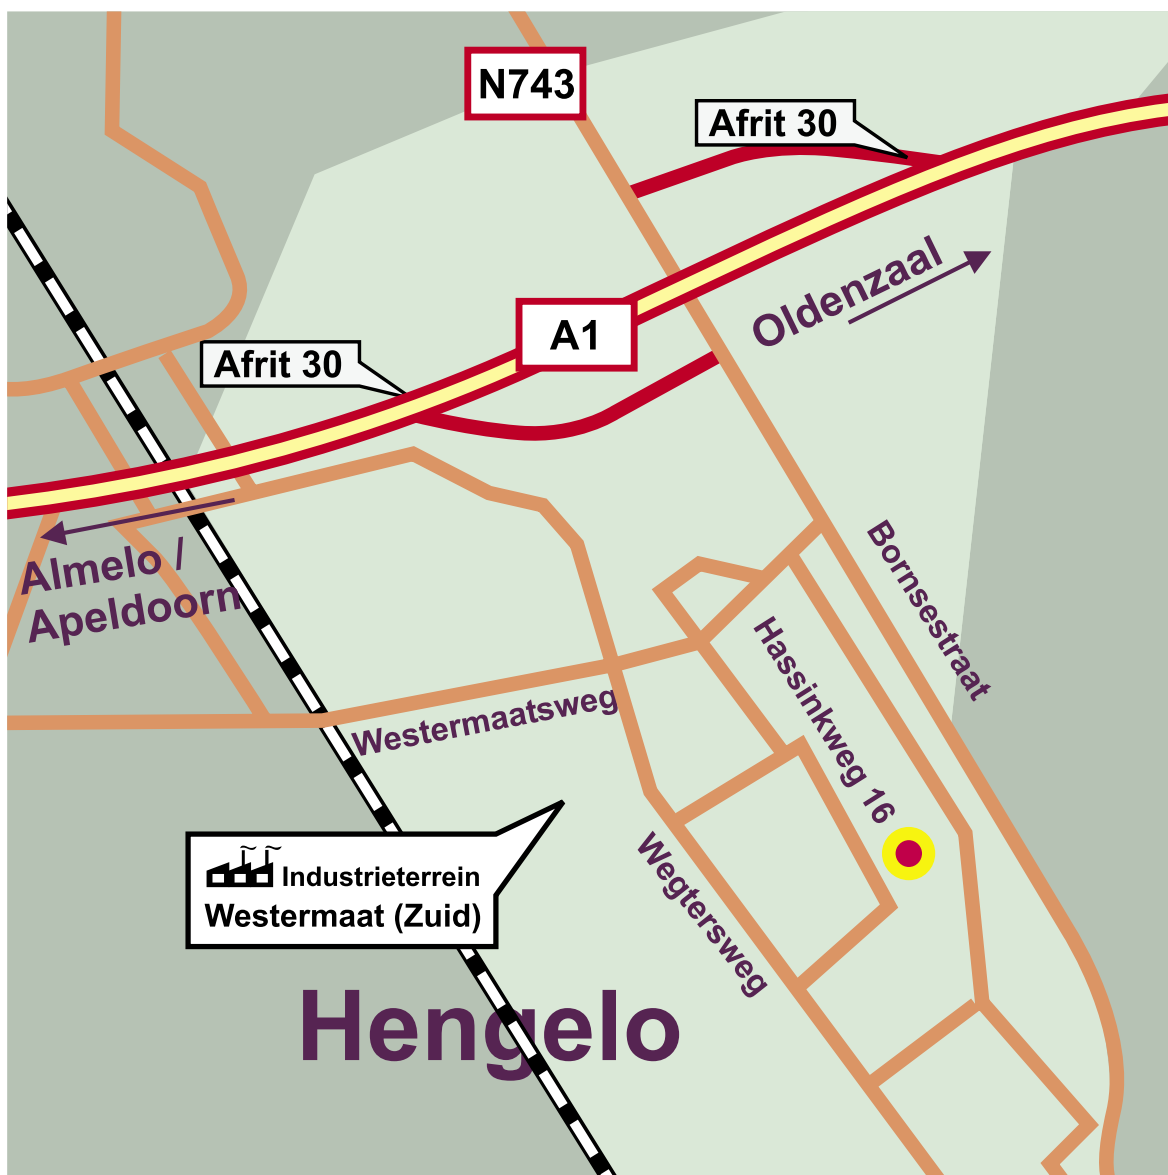 N743
Afrit 30
Oldenzaal
A1
Afrit 30
Almelo /
Apeldoorn
Bornsestraat
Hassinkweg 16
Westermaatsweg
Wegtersweg
Industrieterrein
Westermaat (Zuid)
Hengelo